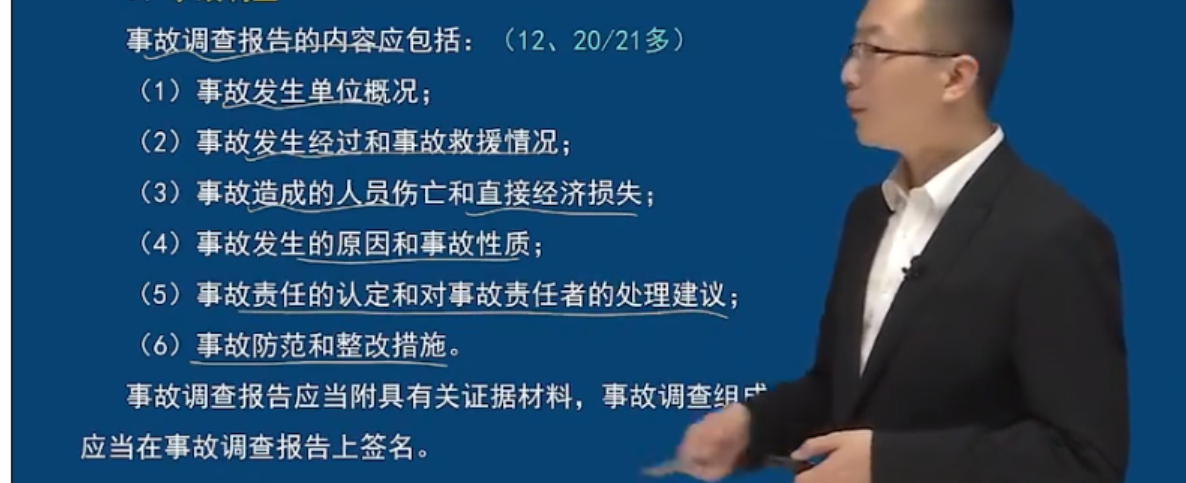 事故调查报告的内容应包括：（12、20/21多）
（1）事故发生单位概况；
（2）事故发生经过和事故救援情况；
（3）事故造成的人员伤亡和直接经济损失；
（4）事故发生的原因和事故性质；
（5）事故责任的认定和对事故责任者的处理建议；
（6）事故防范和整改措施。
事故调查报告应当附具有关证据材料，事故调查组
应当在事故调查报告上签名。